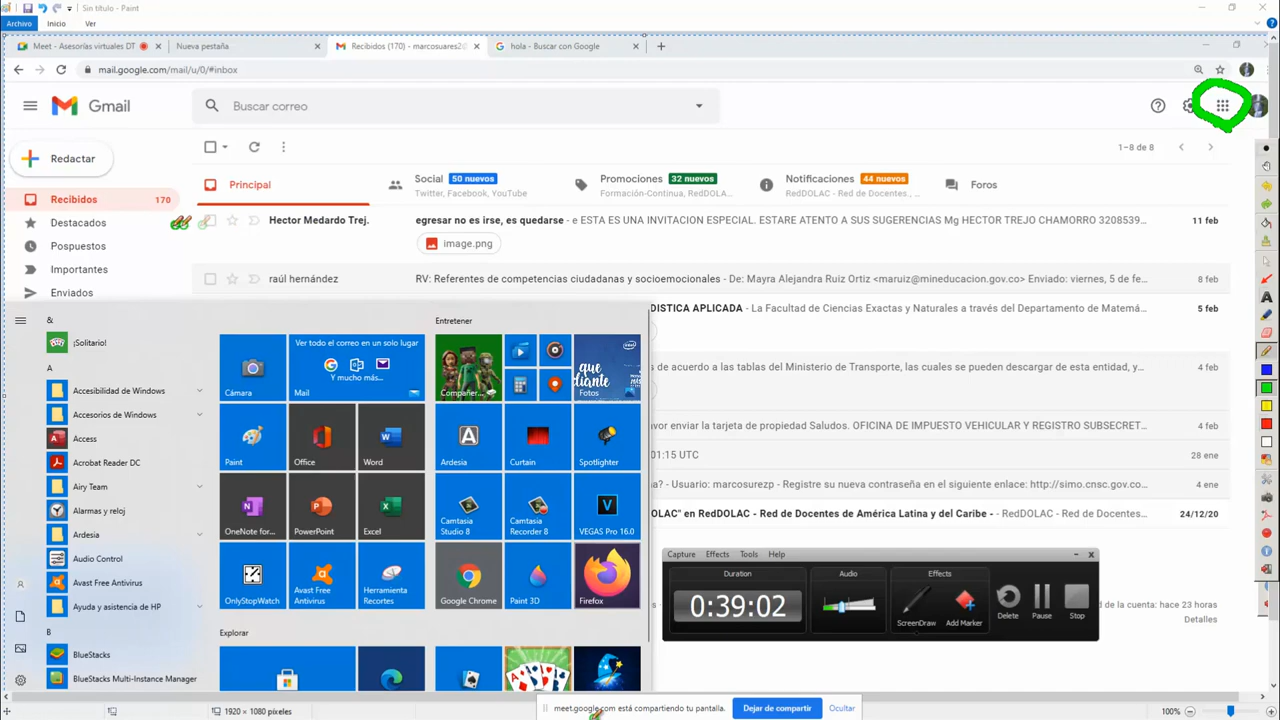 Sin título - Paint
Archivo Inicio Ver
Meet - Asesorías virtuales DT Nueva pestaña Recibidos (170) - marcosuares2@ hola - Buscar con Google
mail.google.com/mail/u/0/#inbox
Gmail Buscar correo
Redactar 1–8 de 8
Principal Social 50 nuevos Promociones 32 nuevos Notificaciones 44 nuevos Foros
Twitter, Facebook, YouTube Formación-Continua, RedDOLA... RedDOLAC - Red de Docentes.,
Recibidos 170
Destacados
Pospuestos
Importantes
Enviados
Hector Medardo Trej. egresar no es irse, es quedarse - e ESTA ES UNA INVITACION ESPECIAL. ESTARE ATENTO A SUS SUGERENCIAS Mg HECTOR TREJO CHAMORRO 3208539... 11 feb
image.png
raúl hernández RV: Referentes de competencias ciudadanas y socioemocionales - De: Mayra Alejandra Ruiz Ortiz <maruiz@mineducacion.gov.co> Enviado: viernes, 5 de fe... 8 feb
DISTICA APLICADA - La Facultad de Ciencias Exactas y Naturales a través del Departamento de Matemá... 5 feb
de acuerdo a las tablas del Ministerio de Transporte, las cuales se pueden descargar de esta entidad, y... 4 feb
avor enviar la tarjeta de propiedad Saludos. OFICINA DE IMPUESTO VEHICULAR Y REGISTRO SUBSECRET... 4 feb
01:15 UTC 28 ene
ma? - Usuario: marcosurezp - Registre su nueva contraseña en el siguiente enlace: http://simo.cnsc.gov.co... 4 ene
OLAC" en RedDOLAC - Red de Docentes de América Latina y del Caribe - RedDOLAC - Red de Docentes... 24/12/20
d de la cuenta: hace 23 horas
Detalles
&
¡Solitario!
A
Accesibilidad de Windows
Accesorios de Windows
Access
Acrobat Reader DC
Airy Team
Alarmas y reloj
Ardesia
Audio Control
Avast Free Antivirus
Ayuda y asistencia de HP
B
BlueStacks
BlueStacks Multi-Instance Manager
Ver todo el correo en un solo lugar
Y mucho más...
Cámara Mail
Paint Office Word
OneNote for... PowerPoint Excel
OnlyStopWatch Avast Free Antivirus Herramienta Recortes
Explorar
Entretener
intel
que
diante
Compañer... Fotos
Ardesia Curtain Spotlighter
Camtasia Studio 8 Camtasia Recorder 8 VEGAS Pro 16.0
Google Chrome Paint 3D Firefox
Capture Effects Tools Help
Duration Audio Effects
0:39:02
ScreenDraw Add Marker Delete Pause Stop
meet.google.com está compartiendo tu pantalla. Dejar de compartir Ocultar
1920 × 1080 píxeles 100%